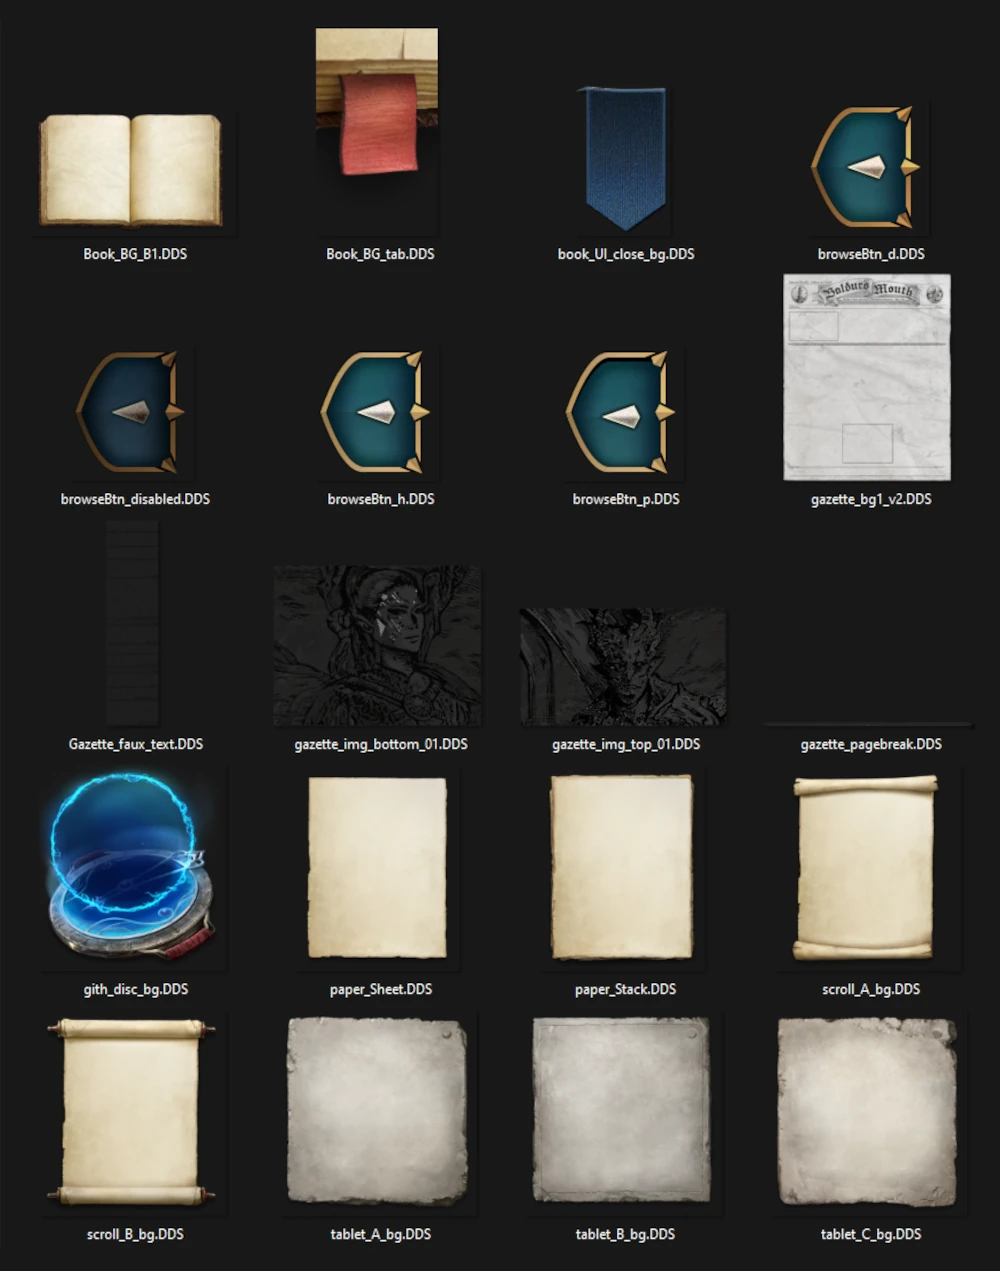 Book_BG_B1.DDS
Book_BG_tab.DDS
book_UI_close_bg.DDS
browseBtn_d.DDS
Baldurs Mouth
browseBtn_disabled.DDS
browseBtn_h.DDS
browseBtn_p.DDS
gazette_bg1_v2.DDS
Gazette_faux_text.DDS
gazette_img_bottom_01.DDS
gazette_img_top_01.DDS
gazette_pagebreak.DDS
gith_disc_bg.DDS
paper_Sheet.DDS
paper_Stack.DDS
scroll_A_bg.DDS
scroll_B_bg.DDS
tablet_A_bg.DDS
tablet_B_bg.DDS
tablet_C_bg.DDS